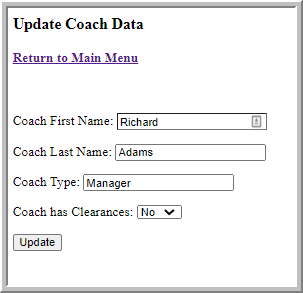 Update Coach Data
Return to Main Menu
Coach First Name: Richard
Coach Last Name: Adams
Coach Type: Manager
Coach has Clearances: No
Update